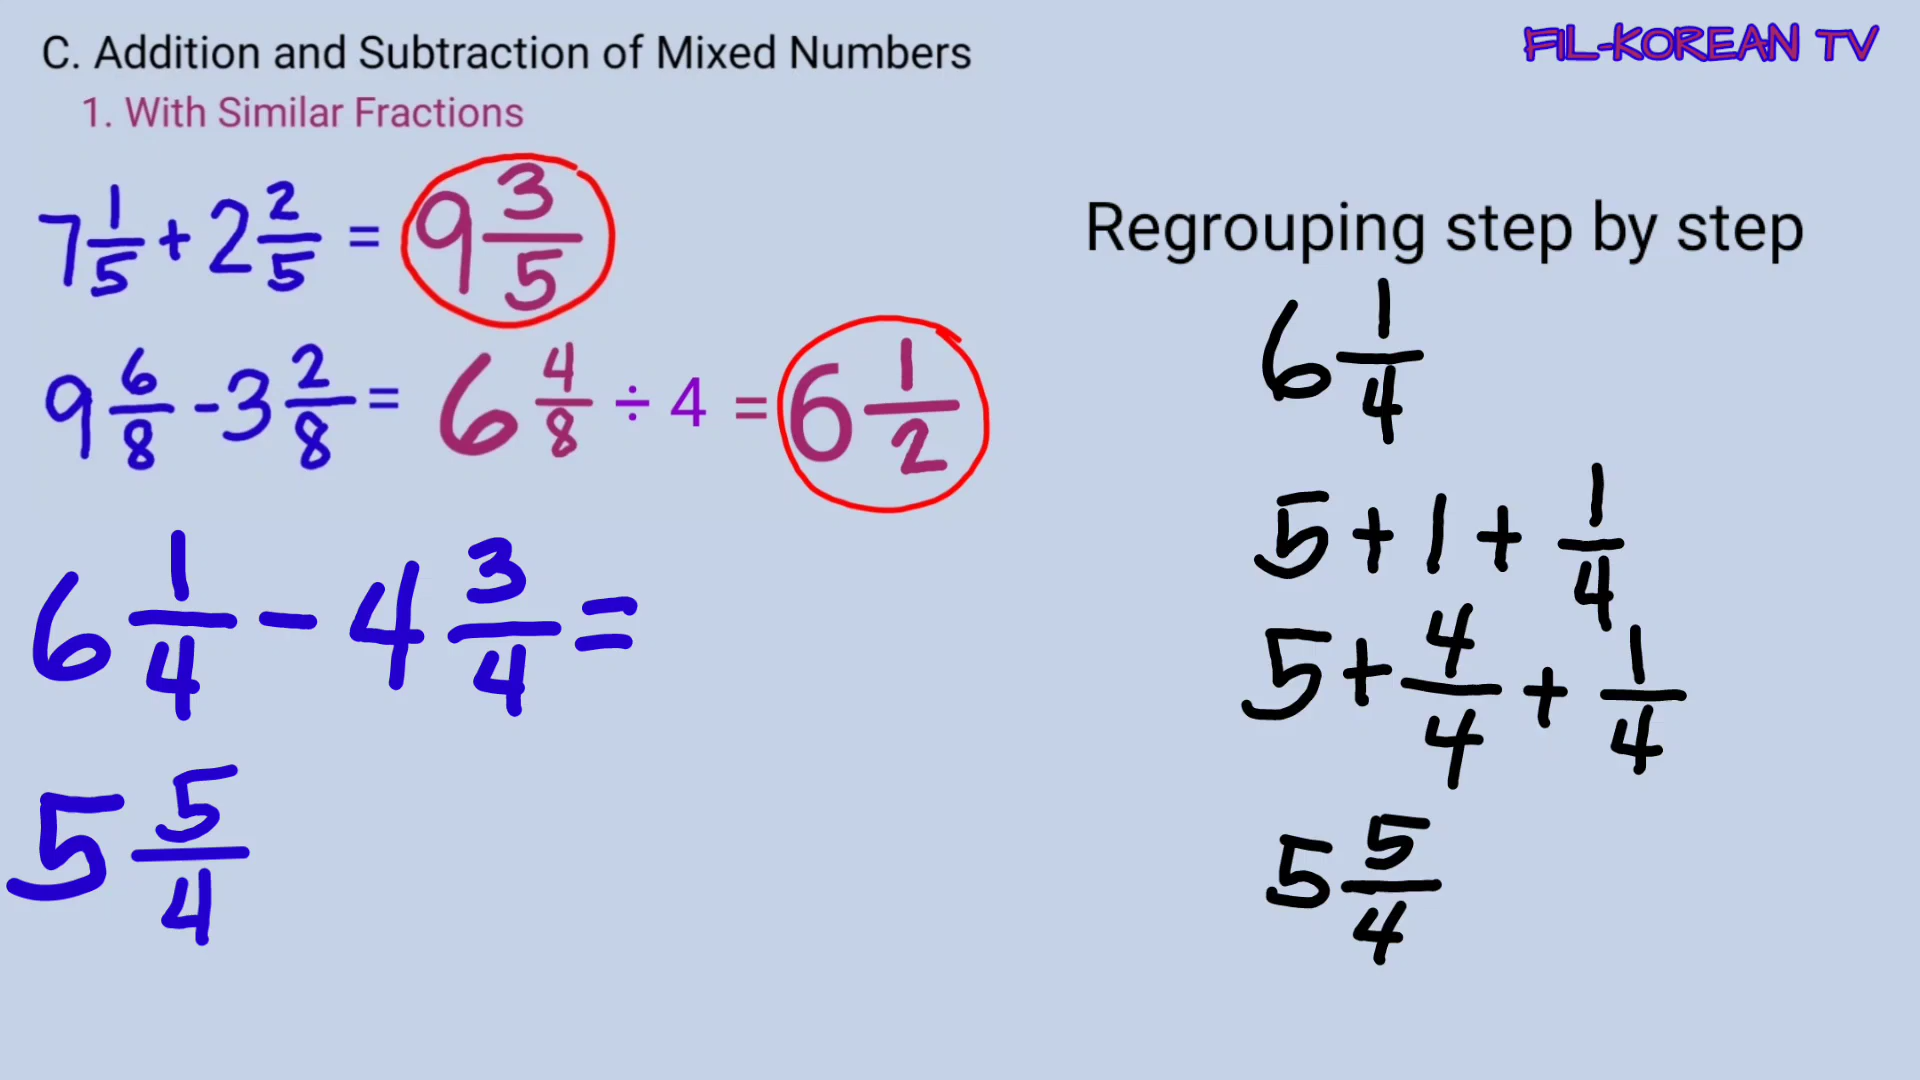 C. Addition and Subtraction of Mixed Numbers
FIL-KOREAN TV
1. With Similar Fractions
7 1/5 + 2 2/5 = 9 3/5
9 6/8 - 3 2/8 = 6 4/8 ÷ 4 = 6 1/2
6 1/4 - 4 3/4 =
5 5/4
Regrouping step by step
6 1/4
5 + 1 + 1/4
5 + 4/4 + 1/4
5 5/4